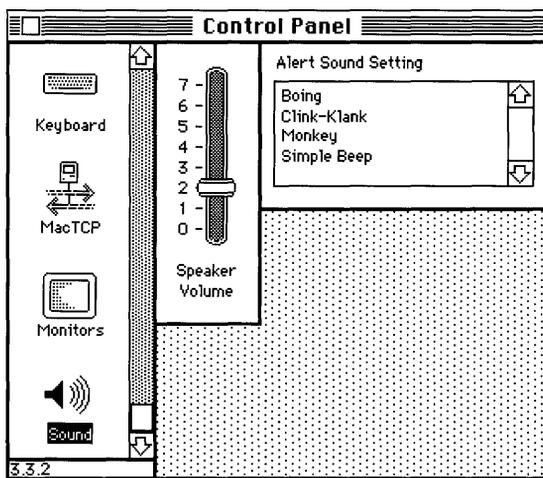 Control Panel
Keyboard
MacTCP
Monitors
Sound
3.3.2
7
6
5
4
3
2
1
0
Speaker
Volume
Alert Sound Setting
Boing
Clink-Klank
Monkey
Simple Beep